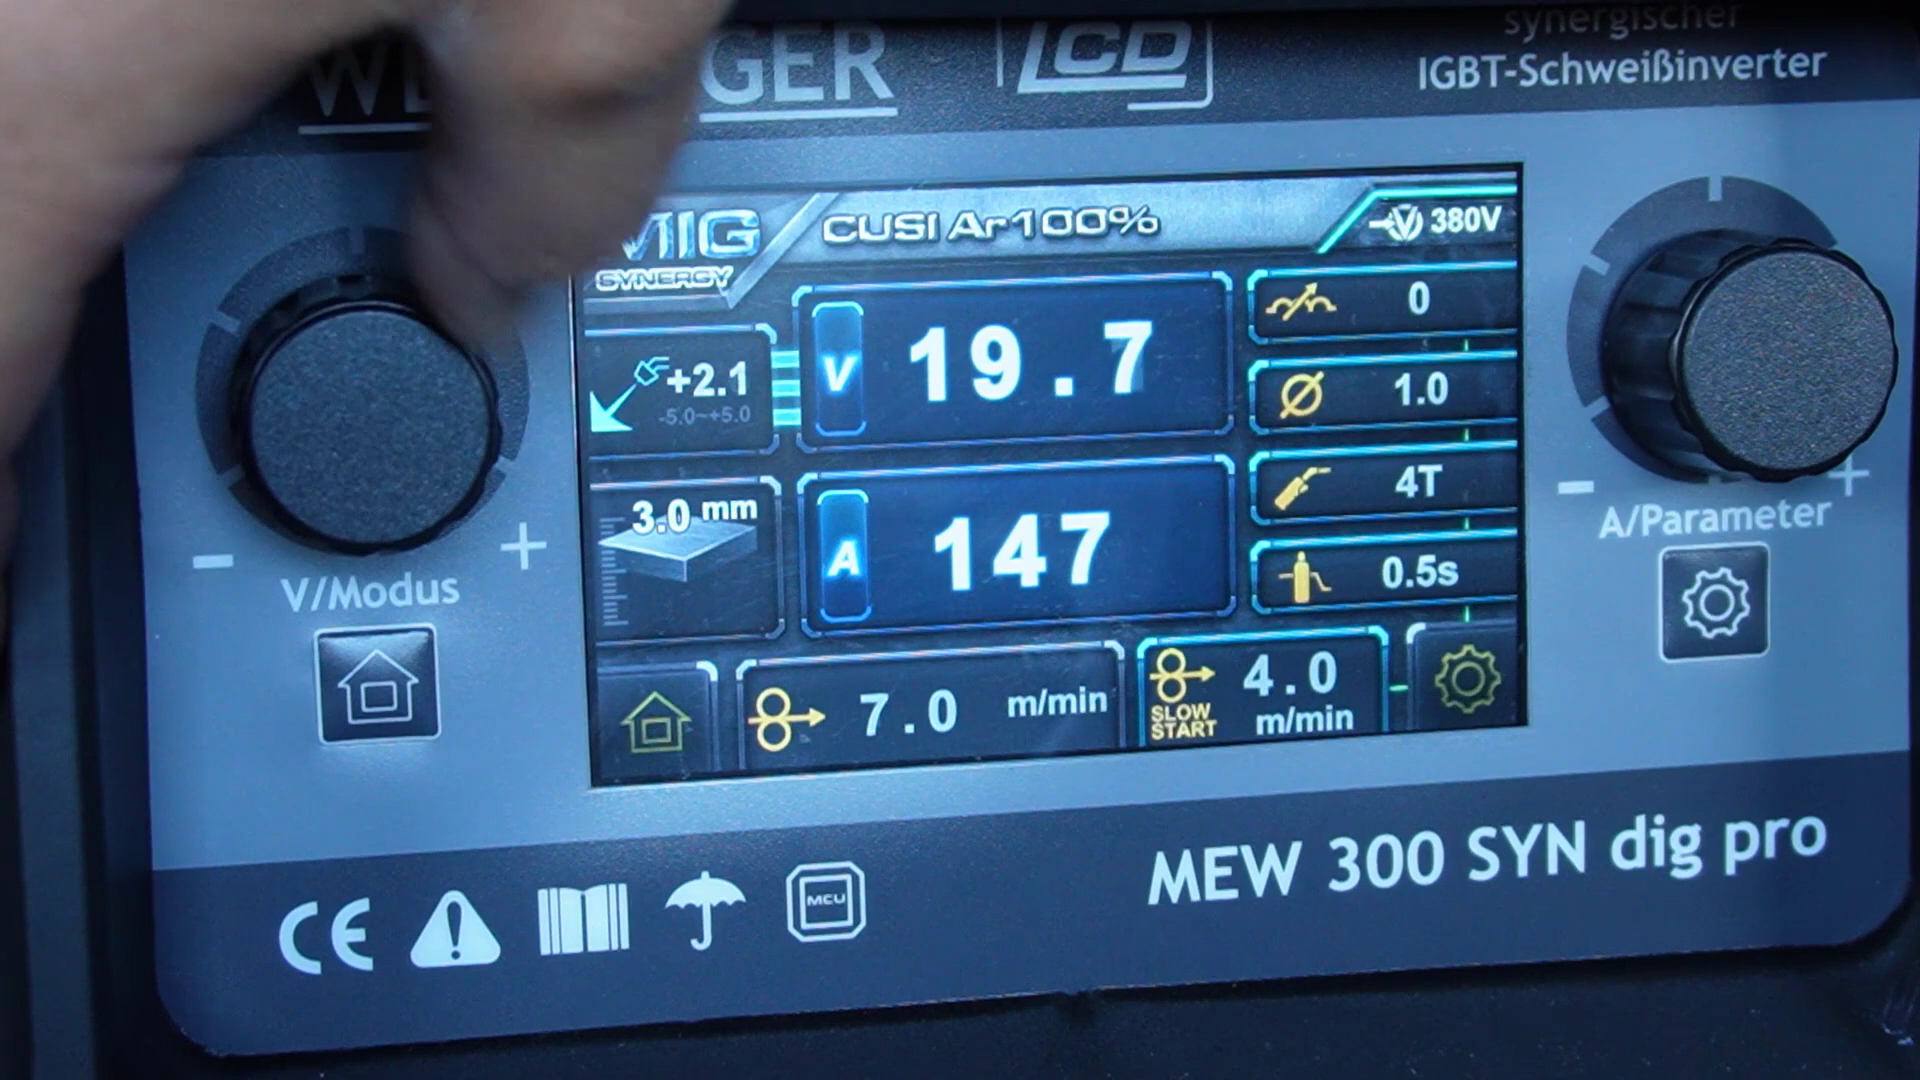 GER
LCD
synergischer
IGBT-Schweißinverter
MIG
SYNERGY
CUSI Ar100%
380V
+2.1
-5.0~+5.0
V
19.7
0
1.0
3.0 mm
A
147
4T
0.5s
7.0 m/min
SLOW
START
4.0
m/min
- +
V/Modus
- +
A/Parameter
CE
MCU
MEW 300 SYN dig pro